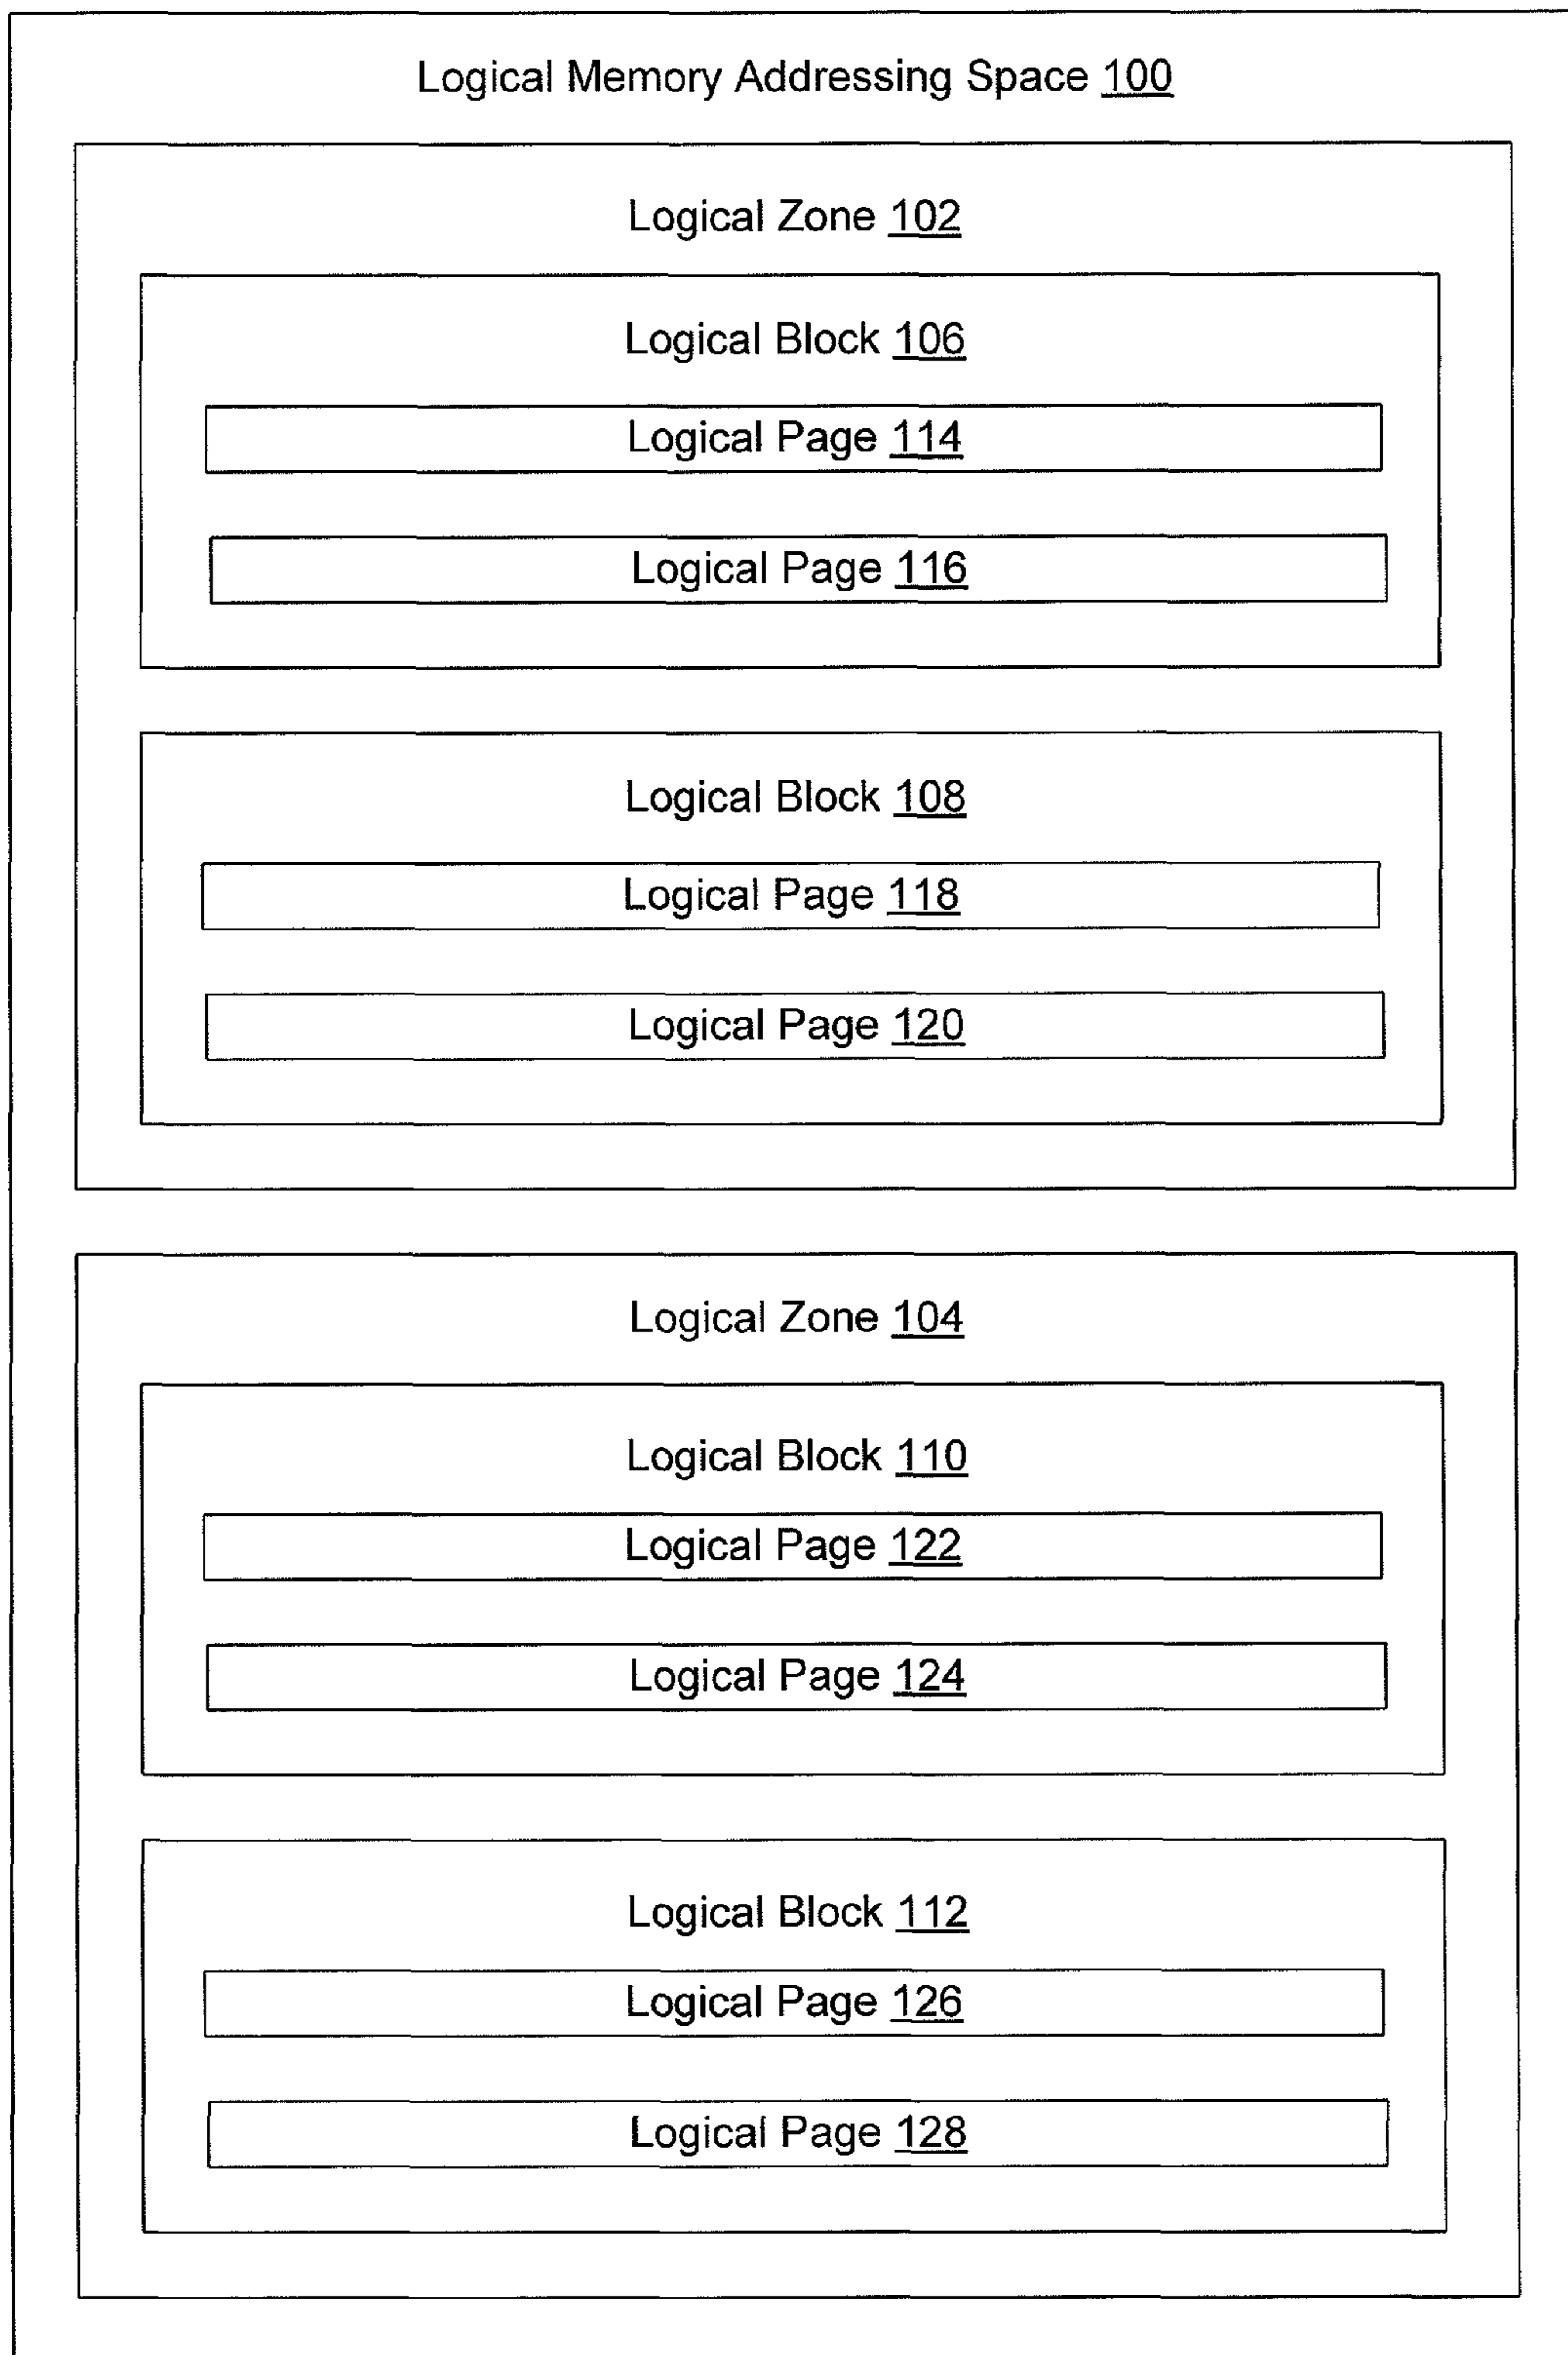 Logical Memory Addressing Space 100
Logical Zone 102
Logical Block 106
Logical Page 114
Logical Page 116
Logical Block 108
Logical Page 118
Logical Page 120
Logical Zone 104
Logical Block 110
Logical Page 122
Logical Page 124
Logical Block 112
Logical Page 126
Logical Page 128